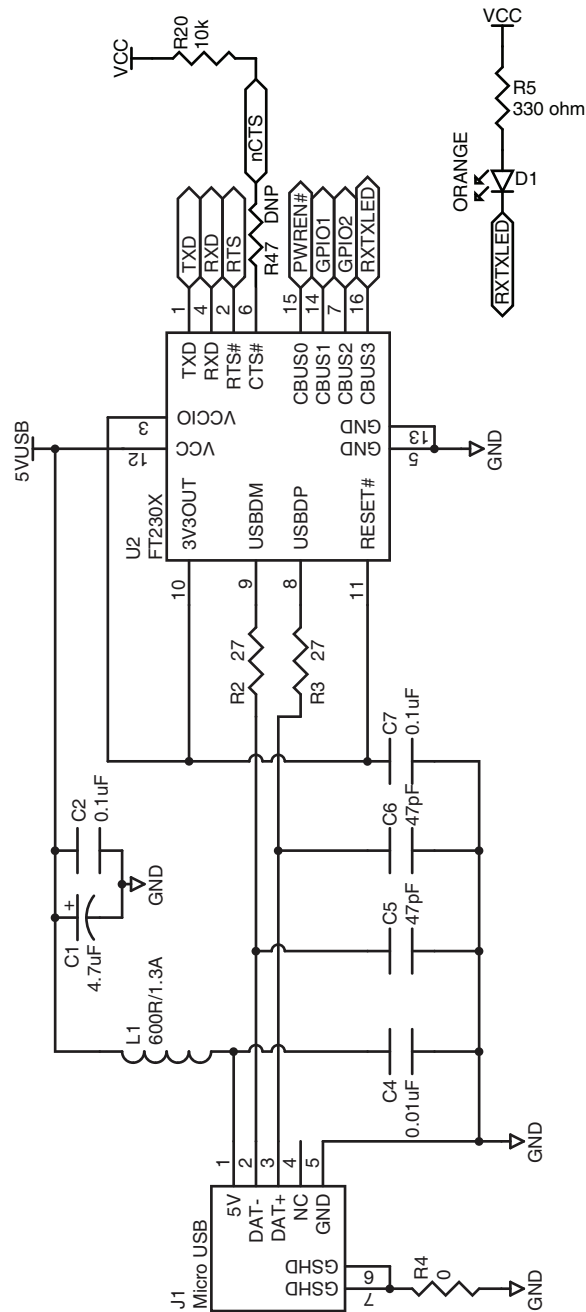 J1
Micro USB
5V
DAT-
DAT+
NC
GND
GSHD
GSHD
1
2
3
4
5
6
7
R4
0
GND
GND
L1
600R/1.3A
C4
0.01uF
C1
4.7uF
+
C2
0.1uF
GND
C5
47pF
C6
47pF
C7
0.1uF
R2
27
R3
27
5VUSB
U2
FT230X
3V3OUT
USBDM
USBDP
RESET#
10
9
8
11
VCC
VCCIO
12
3
GND
GND
5
13
GND
TXD
RXD
RTS#
CTS#
CBUS0
CBUS1
CBUS2
CBUS3
1
4
2
6
15
14
7
16
TXD
RXD
RTS
R47
DNP
nCTS
PWREN#
GPIO1
GPIO2
RXTXLED
VCC
R20
10k
RXTXLED
ORANGE
D1
R5
330 ohm
VCC